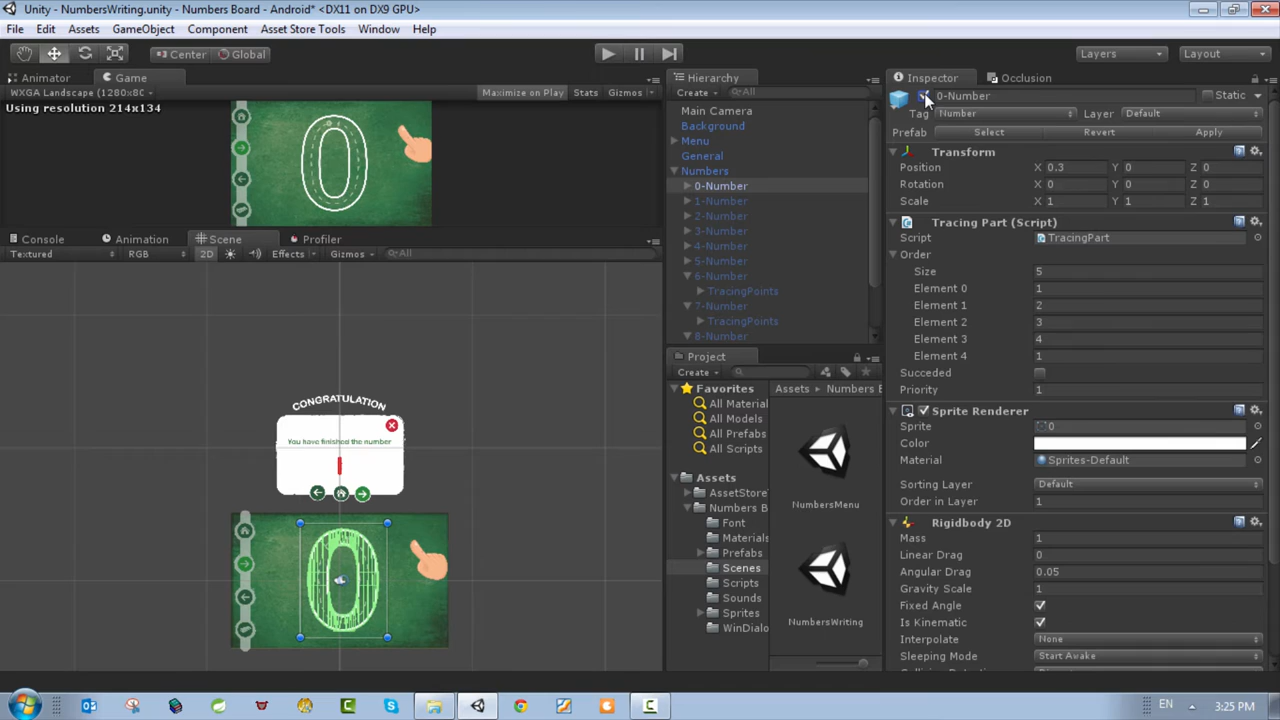 Unity - NumbersWriting.unity - Numbers Board - Android* <DX11 on DX9 GPU>
File Edit Assets GameObject Component Asset Store Tools Window Help
Center Global Layers Layout
Animator Game
WXGA Landscape (1280x80 Maximize on Play Stats Gizmos
Using resolution 214x134
Console Animation Scene Profiler
Textured RGB 2D Effects Gizmos All
CONGRATULATION
You have finished the number
Hierarchy
Create All
Main Camera
Background
Menu
General
Numbers
0-Number
1-Number
2-Number
3-Number
4-Number
5-Number
6-Number
TracingPoints
7-Number
TracingPoints
8-Number
Project
Create
Favorites
All Material
All Models
All Prefabs
All Scripts
Assets
AssetStore
Numbers B
Font
Materials
Prefabs
Scenes
Scripts
Sounds
Sprites
WinDialo
Assets Numbers B
NumbersMenu
NumbersWriting
Inspector Occlusion
0-Number Static
Tag Number Layer Default
Prefab Select Revert Apply
Transform
Position X 0.3 Y 0 Z 0
Rotation X 0 Y 0 Z 0
Scale X 1 Y 1 Z 1
Tracing Part (Script)
Script TracingPart
Order
Size 5
Element 0 1
Element 1 2
Element 2 3
Element 3 4
Element 4 1
Succeded
Priority 1
Sprite Renderer
Sprite 0
Color
Material Sprites-Default
Sorting Layer Default
Order in Layer 1
Rigidbody 2D
Mass 1
Linear Drag 0
Angular Drag 0.05
Gravity Scale 1
Fixed Angle
Is Kinematic
Interpolate None
Sleeping Mode Start Awake
EN 3:25 PM